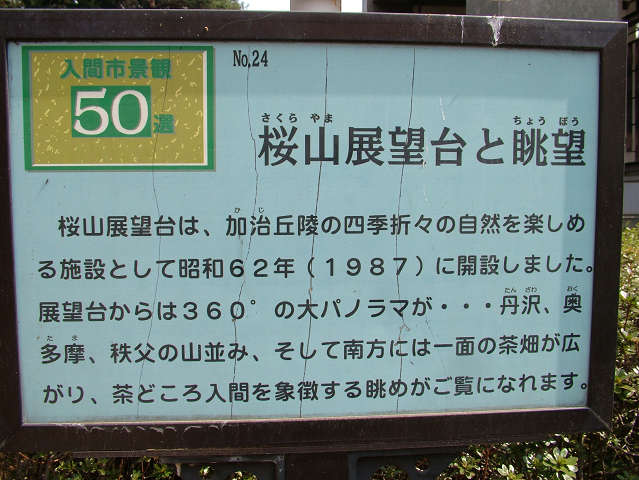 入間市景観
50選
No.24
さくら やま
ちょう ぼう
桜山展望台と眺望
か じ
桜山展望台は、加治丘陵の四季折々の自然を楽しめ
る施設として昭和62年(1987)に開設しました。
たん ざわ おく
展望台からは360°の大パノラマが・・・丹沢、奥
た ま
多摩、秩父の山並み、そして南方には一面の茶畑が広
がり、茶どころ入間を象徴する眺めがご覧になれます。